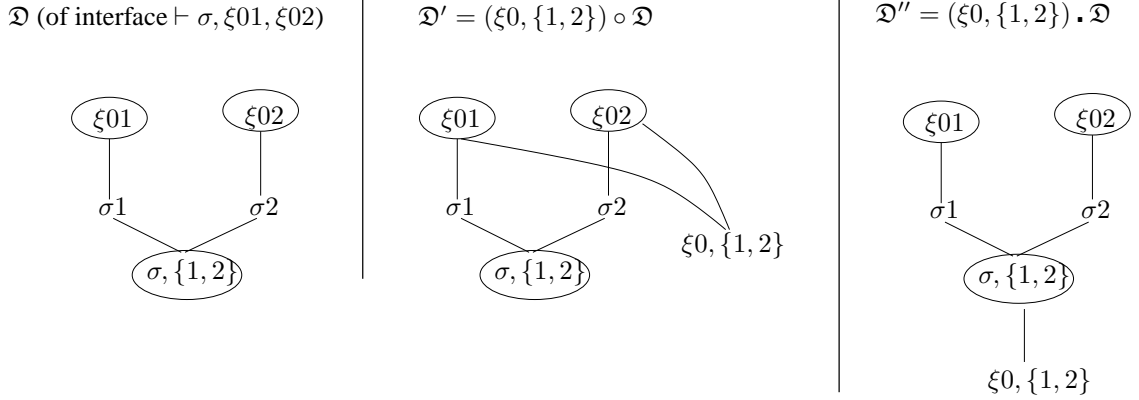 𝔇 (of interface ⊢ σ, ξ01, ξ02)
𝔇′ = (ξ0, {1, 2}) ∘ 𝔇
𝔇′′ = (ξ0, {1, 2}) . 𝔇
ξ01 ξ02
σ1 σ2
σ, {1, 2}
ξ01 ξ02
σ1 σ2
ξ0, {1, 2}
σ, {1, 2}
ξ01 ξ02
σ1 σ2
σ, {1, 2}
ξ0, {1, 2}